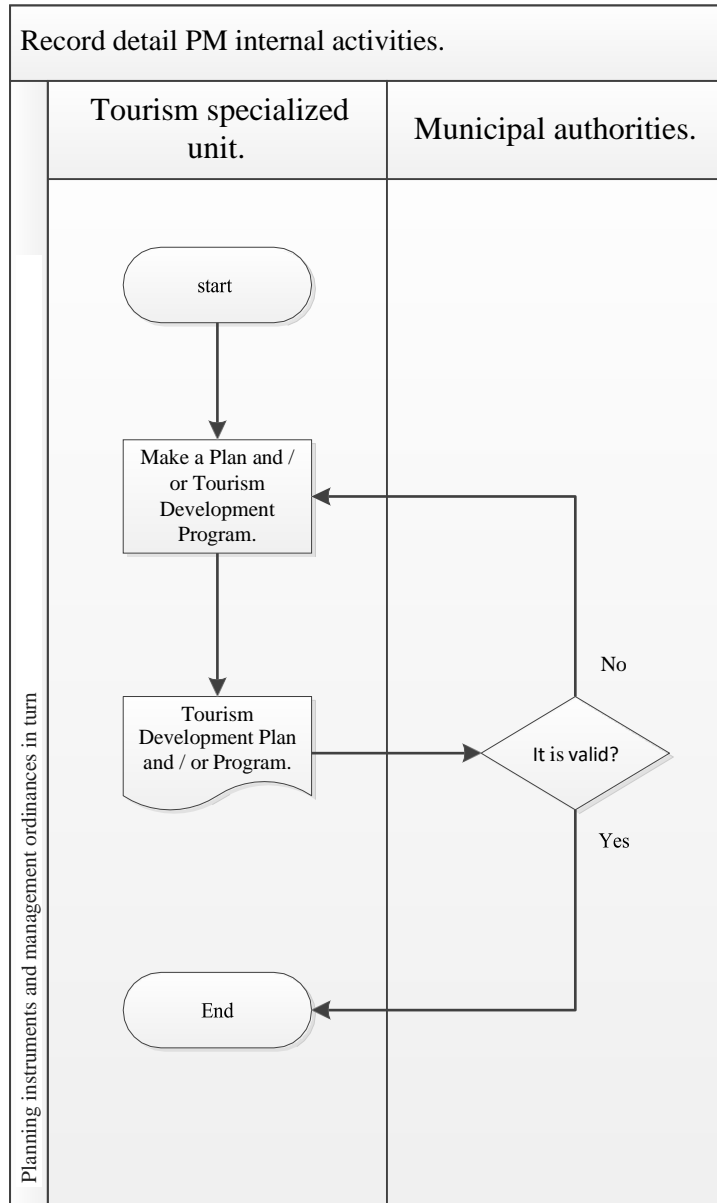 Record detail PM internal activities.
Tourism specialized
unit.
Municipal authorities.
Planning instruments and management ordinances in turn
start
Make a Plan and /
or Tourism
Development
Program.
No
Tourism
Development Plan
and / or Program.
It is valid?
Yes
End